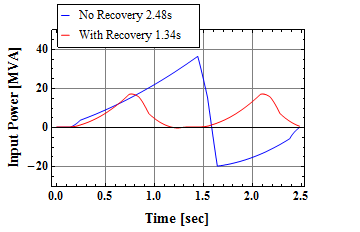 No Recovery 2.48s
With Recovery 1.34s
40
20
0
−20
Input Power [MVA]
0.0 0.5 1.0 1.5 2.0 2.5
Time [sec]